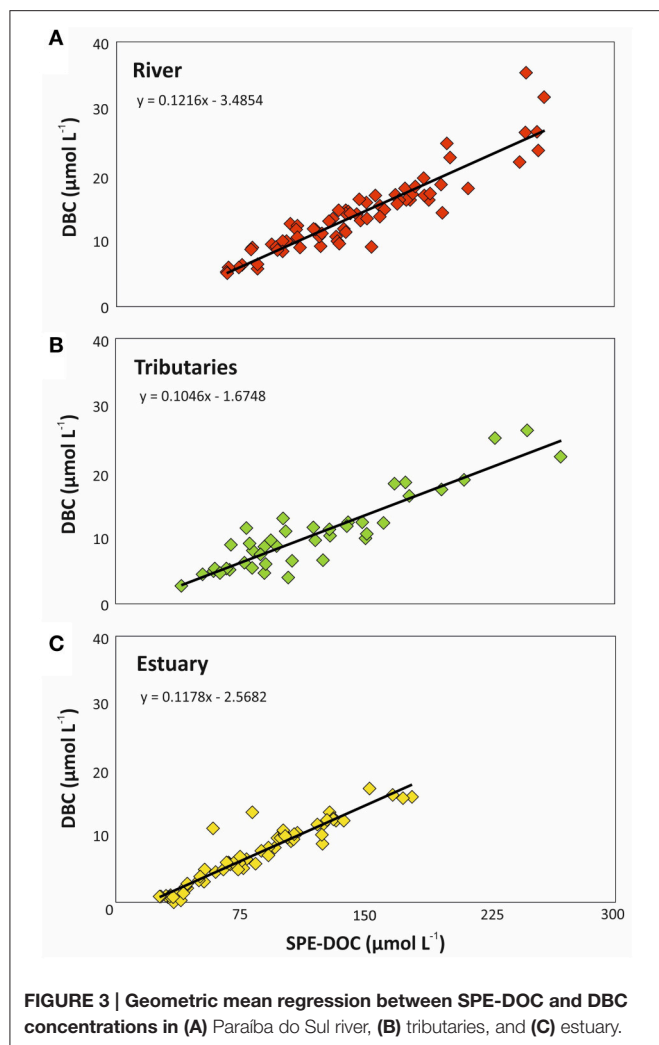 A
40
River
y = 0.1216x - 3.4854
30
DBC (µmol L⁻¹)
20
10
0
B
40
Tributaries
y = 0.1046x - 1.6748
30
DBC (µmol L⁻¹)
20
10
0
C
40
Estuary
y = 0.1178x - 2.5682
30
DBC (µmol L⁻¹)
20
10
0
0 75 150 225 300
SPE-DOC (µmol L⁻¹)
FIGURE 3 | Geometric mean regression between SPE-DOC and DBC
concentrations in (A) Paraíba do Sul river, (B) tributaries, and (C) estuary.